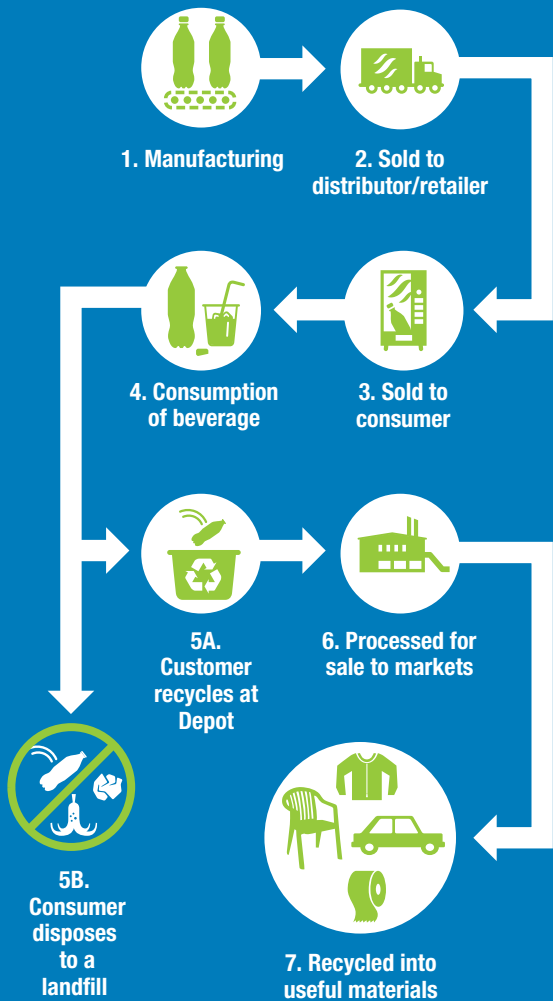 1. Manufacturing
2. Sold to
distributor/retailer
3. Sold to
consumer
4. Consumption
of beverage
5A.
Customer
recycles at
Depot
6. Processed for
sale to markets
5B.
Consumer
disposes
to a
landfill
7. Recycled into
useful materials